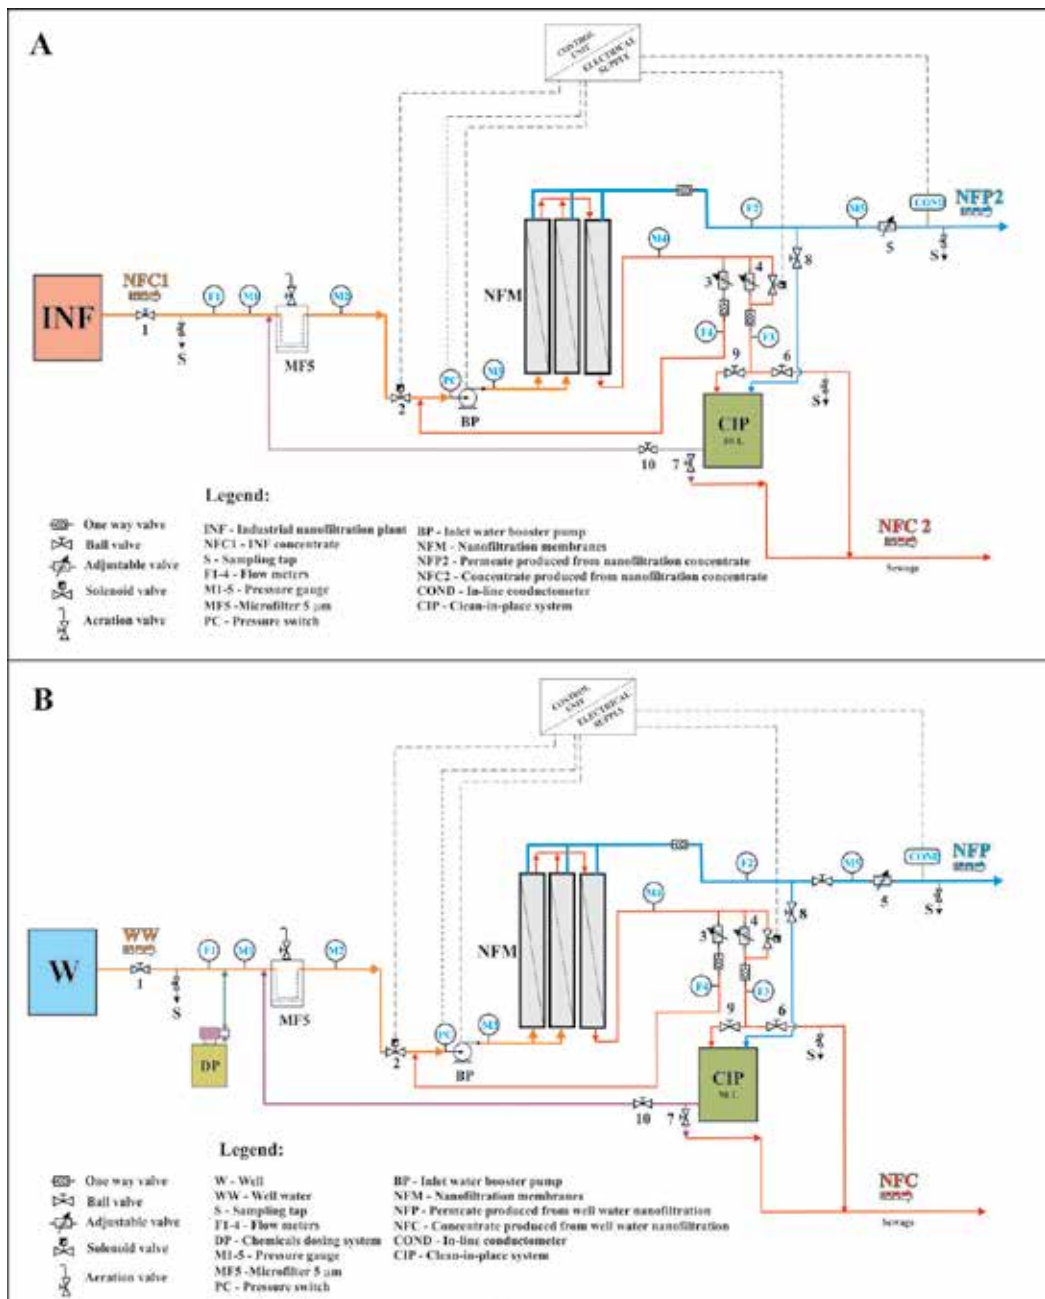 A
CONTROL
UNIT
ELECTRICAL
SUPPLY
COND
NFP2
F2
M5
5
S
8
NFC1
INF
1
S
F1
M1
MF5
M2
2
PC
BP
M3
NFM
M4
3
4
F4
F3
9
6
S
CIP
10
7
NFC 2
Sewage
Legend:
One way valve
Ball valve
Adjustable valve
Solenoid valve
Aeration valve
INF - Industrial nanofiltration plant
NFC1 - INF concentrate
S - Sampling tap
F1-4 - Flow meters
M1-5 - Pressure gauge
MF5 -Microfilter 5 μm
PC - Pressure switch
BP - Inlet water booster pump
NFM - Nanofiltration membranes
NFP2 - Permeate produced from nanofiltration concentrate
NFC2 - Concentrate produced from nanofiltration concentrate
COND - In-line conductometer
CIP - Clean-in-place system
B
CONTROL
UNIT
ELECTRICAL
SUPPLY
COND
NFP
F2
M5
5
S
8
WW
W
1
S
F1
M1
DP
MF5
M2
2
PC
BP
M3
NFM
M4
3
4
F4
F3
9
6
S
CIP
10
7
NFC
Sewage
Legend:
One way valve
Ball valve
Adjustable valve
Solenoid valve
Aeration valve
W - Well
WW - Well water
S - Sampling tap
F1-4 - Flow meters
DP - Chemicals dosing system
M1-5 - Pressure gauge
MF5 -Microfilter 5 μm
PC - Pressure switch
BP - Inlet water booster pump
NFM - Nanofiltration membranes
NFP - Permeate produced from well water nanofiltration
NFC - Concentrate produced from well water nanofiltration
COND - In-line conductometer
CIP - Clean-in-place system